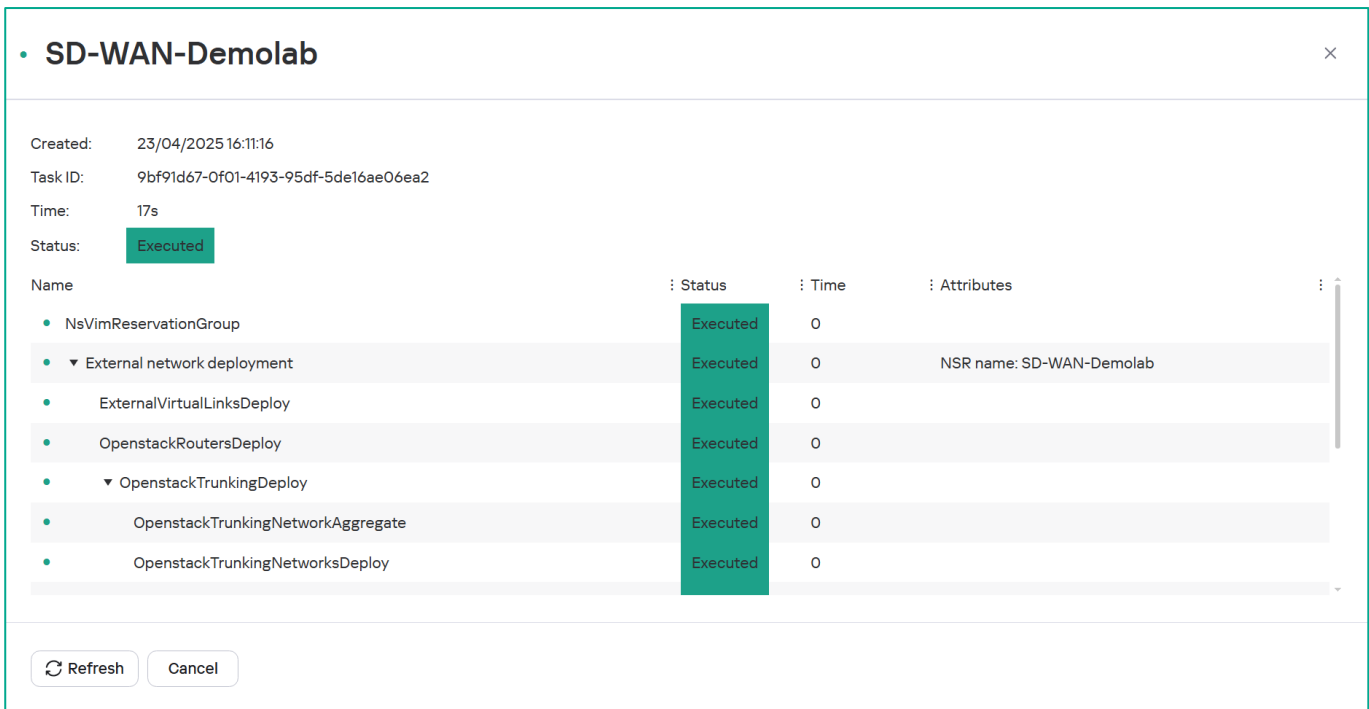 SD-WAN-Demolab
Created: 23/04/2025 16:11:16
Task ID: 9bf91d67-0f01-4193-95df-5de16ae06ea2
Time: 17s
Status: Executed
Name Status Time Attributes
NsVimReservationGroup Executed 0
External network deployment Executed 0 NSR name: SD-WAN-Demolab
ExternalVirtualLinksDeploy Executed 0
OpenstackRoutersDeploy Executed 0
OpenstackTrunkingDeploy Executed 0
OpenstackTrunkingNetworkAggregate Executed 0
OpenstackTrunkingNetworksDeploy Executed 0
Refresh Cancel